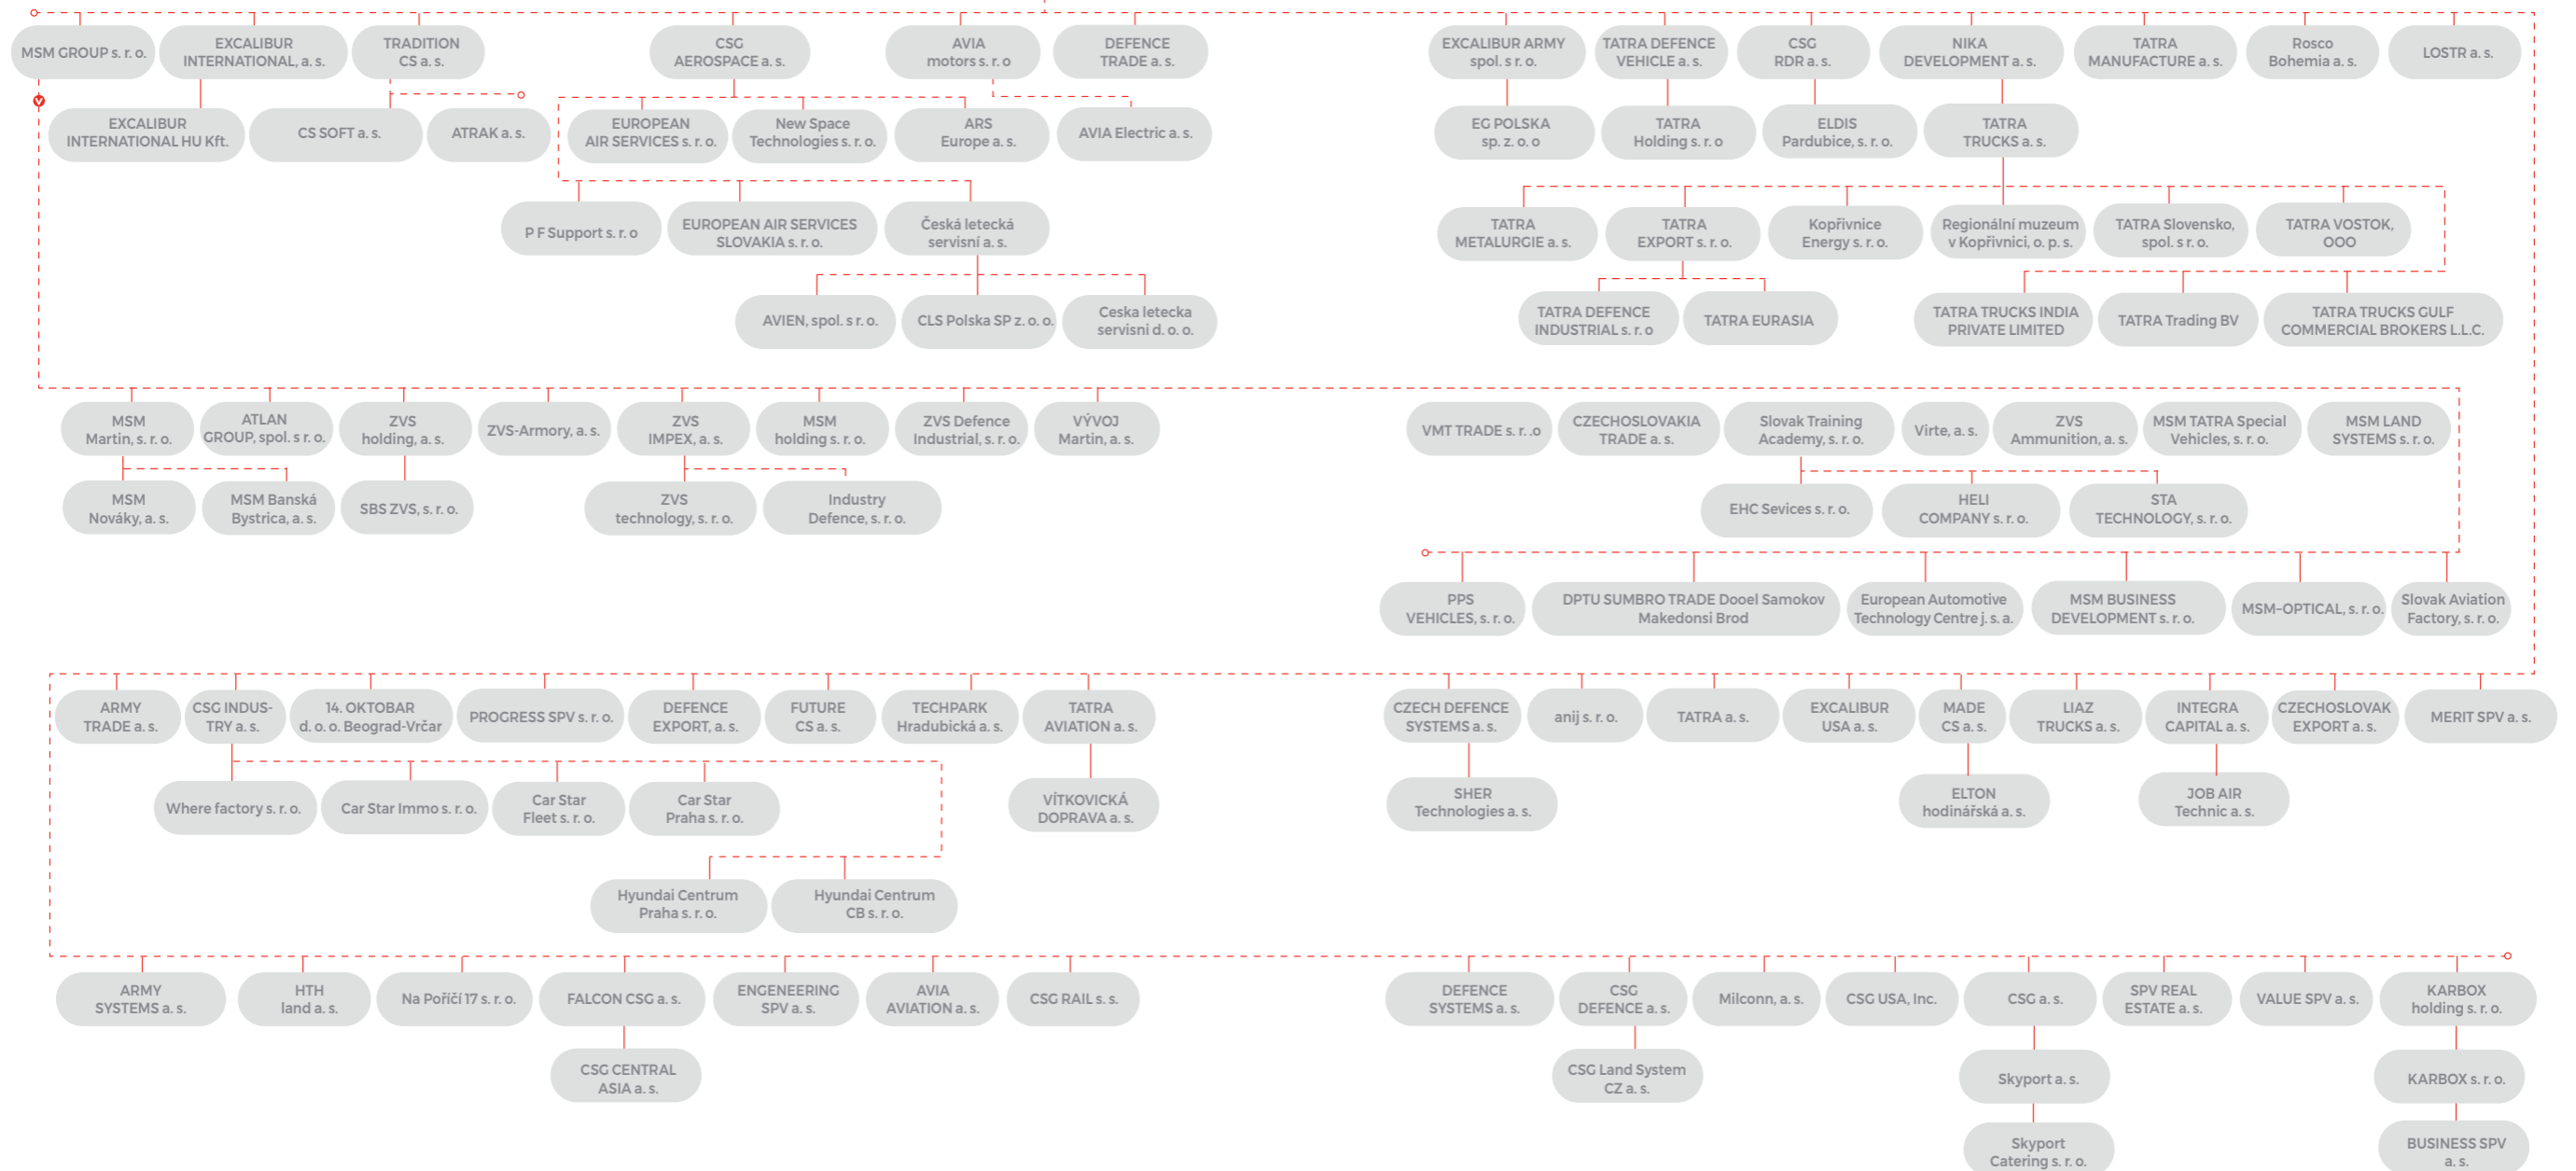 MSM GROUP s. r. o.
EXCALIBUR
INTERNATIONAL, a. s.
TRADITION
CS a. s.
CSG
AEROSPACE a. s.
AVIA
motors s. r. o
DEFENCE
TRADE a. s.
EXCALIBUR ARMY
spol. s r. o.
TATRA DEFENCE
VEHICLE a. s.
CSG
RDR a. s.
NIKA
DEVELOPMENT a. s.
TATRA
MANUFACTURE a. s.
Rosco
Bohemia a. s.
LOSTR a. s.
EXCALIBUR
INTERNATIONAL HU Kft.
CS SOFT a. s.
ATRAK a. s.
EUROPEAN
AIR SERVICES s. r. o.
New Space
Technologies s. r. o.
ARS
Europe a. s.
AVIA Electric a. s.
EG POLSKA
sp. z. o. o
TATRA
Holding s. r. o
ELDIS
Pardubice, s. r. o.
TATRA
TRUCKS a. s.
P F Support s. r. o
EUROPEAN AIR SERVICES
SLOVAKIA s. r. o.
Česká letecká
servisní a. s.
TATRA
METALURGIE a. s.
TATRA
EXPORT s. r. o.
Kopřivnice
Energy s. r. o.
Regionální muzeum
v Kopřivnici, o. p. s.
TATRA Slovensko,
spol. s r. o.
TATRA VOSTOK,
OOO
AVIEN, spol. s r. o.
CLS Polska SP z. o. o.
Ceska letecka
servisni d. o. o.
TATRA DEFENCE
INDUSTRIAL s. r. o
TATRA EURASIA
TATRA TRUCKS INDIA
PRIVATE LIMITED
TATRA Trading BV
TATRA TRUCKS GULF
COMMERCIAL BROKERS L.L.C.
MSM
Martin, s. r. o.
ATLAN
GROUP, spol. s r. o.
ZVS
holding, a. s.
ZVS-Armory, a. s.
ZVS
IMPEX, a. s.
MSM
holding s. r. o.
ZVS Defence
Industrial, s. r. o.
VÝVOJ
Martin, a. s.
VMT TRADE s. r. .o
CZECHOSLOVAKIA
TRADE a. s.
Slovak Training
Academy, s. r. o.
Virte, a. s.
ZVS
Ammunition, a. s.
MSM TATRA Special
Vehicles, s. r. o.
MSM LAND
SYSTEMS s. r. o.
MSM
Nováky, a. s.
MSM Banská
Bystrica, a. s.
SBS ZVS, s. r. o.
ZVS
technology, s. r. o.
Industry
Defence, s. r. o.
EHC Sevices s. r. o.
HELI
COMPANY s. r. o.
STA
TECHNOLOGY, s. r. o.
PPS
VEHICLES, s. r. o.
DPTU SUMBRO TRADE Dooel Samokov
Makedonsi Brod
European Automotive
Technology Centre j. s. a.
MSM BUSINESS
DEVELOPMENT s. r. o.
MSM-OPTICAL, s. r. o.
Slovak Aviation
Factory, s. r. o.
ARMY
TRADE a. s.
CSG INDUS-
TRY a. s.
14. OKTOBAR
d. o. o. Beograd-Vrčar
PROGRESS SPV s. r. o.
DEFENCE
EXPORT, a. s.
FUTURE
CS a. s.
TECHPARK
Hradubická a. s.
TATRA
AVIATION a. s.
CZECH DEFENCE
SYSTEMS a. s.
anij s. r. o.
TATRA a. s.
EXCALIBUR
USA a. s.
MADE
CS a. s.
LIAZ
TRUCKS a. s.
INTEGRA
CAPITAL a. s.
CZECHOSLOVAK
EXPORT a. s.
MERIT SPV a. s.
Where factory s. r. o.
Car Star Immo s. r. o.
Car Star
Fleet s. r. o.
Car Star
Praha s. r. o.
VÍTKOVICKÁ
DOPRAVA a. s.
SHER
Technologies a. s.
ELTON
hodinářská a. s.
JOB AIR
Technic a. s.
Hyundai Centrum
Praha s. r. o.
Hyundai Centrum
CB s. r. o.
ARMY
SYSTEMS a. s.
HTH
land a. s.
Na Poříčí 17 s. r. o.
FALCON CSG a. s.
ENGENEERING
SPV a. s.
AVIA
AVIATION a. s.
CSG RAIL s. s.
DEFENCE
SYSTEMS a. s.
CSG
DEFENCE a. s.
Milconn, a. s.
CSG USA, Inc.
CSG a. s.
SPV REAL
ESTATE a. s.
VALUE SPV a. s.
KARBOX
holding s. r. o.
CSG CENTRAL
ASIA a. s.
CSG Land System
CZ a. s.
Skyport a. s.
KARBOX s. r. o.
Skyport
Catering s. r. o.
BUSINESS SPV
a. s.